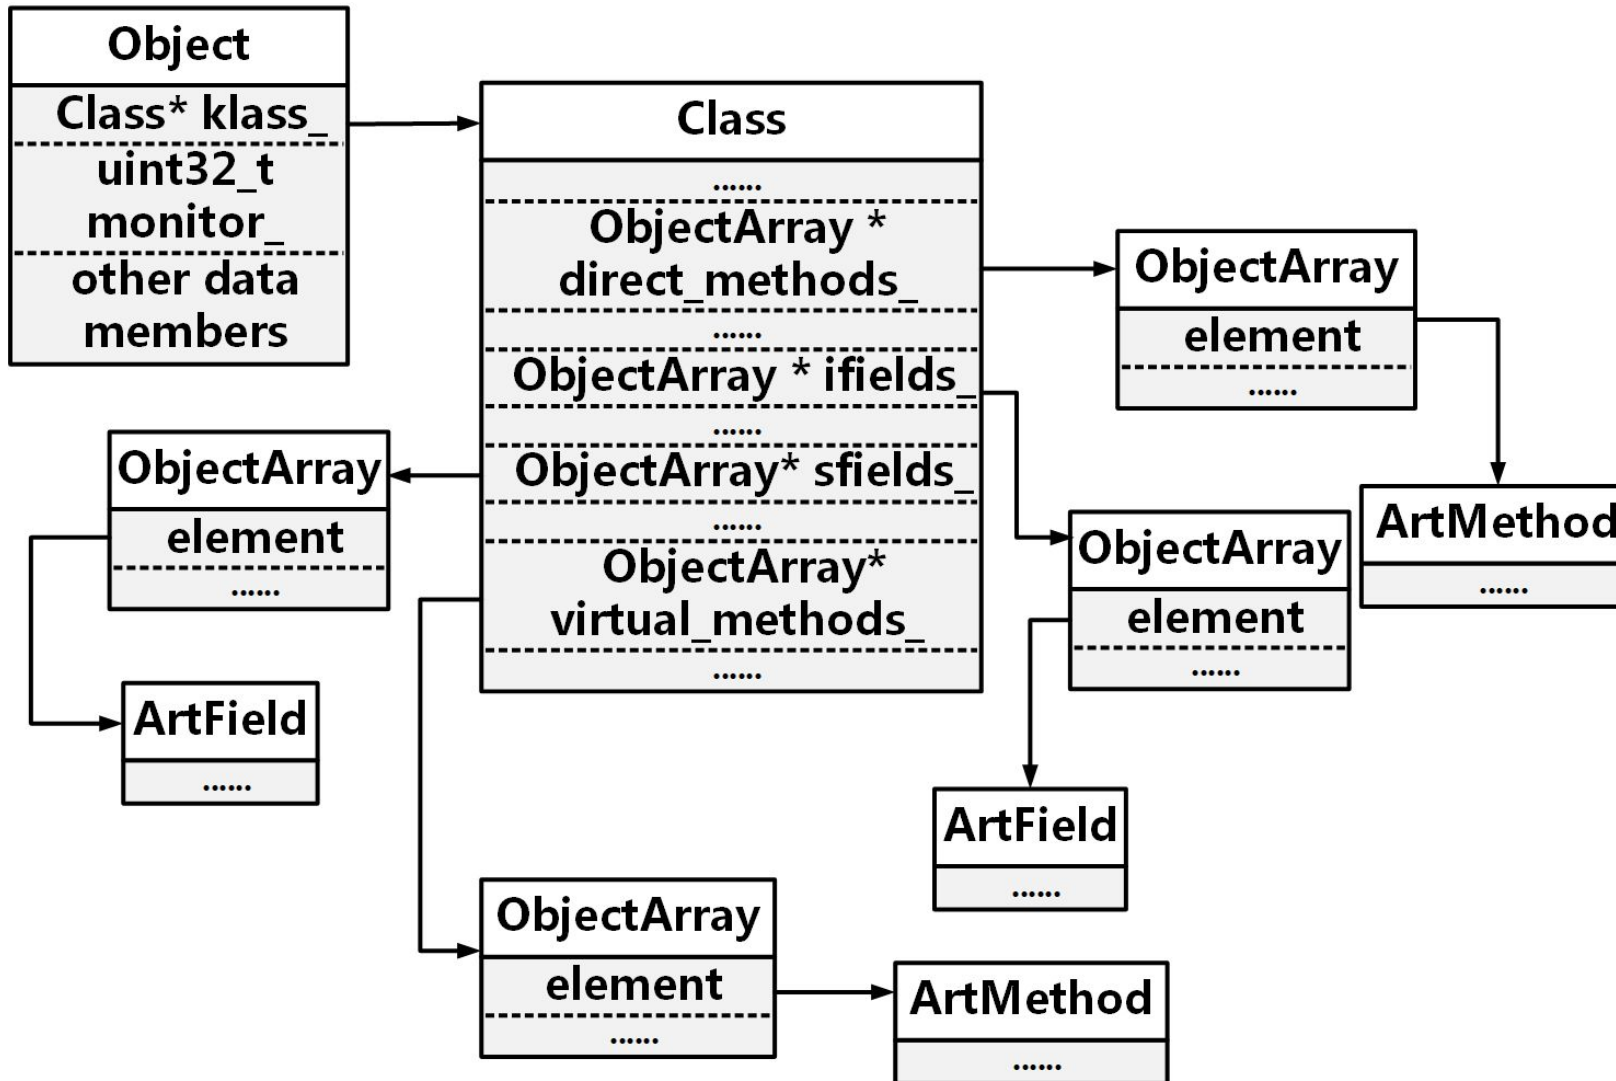 Object
Class* klass_
uint32_t
monitor_
other data
members
Class
......
ObjectArray *
direct_methods_
......
ObjectArray * ifields_
......
ObjectArray* sfields_
......
ObjectArray*
virtual_methods_
......
ObjectArray
element
......
ArtMethod
......
ObjectArray
element
......
ArtField
......
ObjectArray
element
......
ArtField
......
ObjectArray
element
......
ArtMethod
......